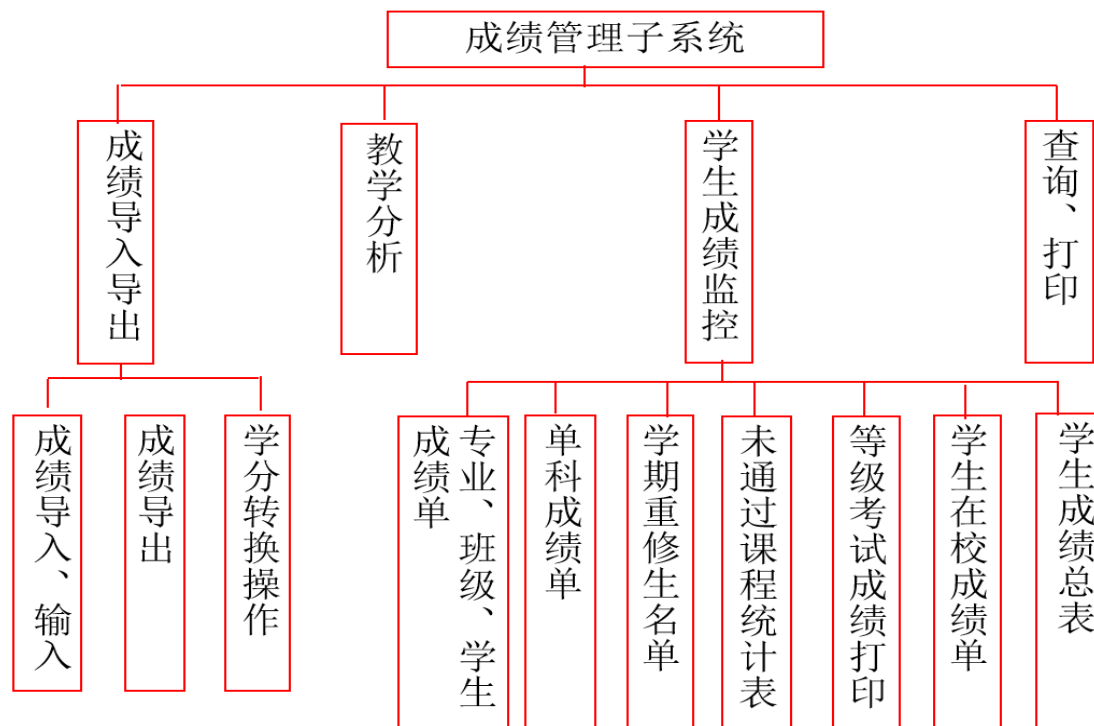 成绩管理子系统
成绩导入导出
教学分析
学生成绩监控
查询、打印
成绩导入、输入
成绩导出
学分转换操作
专业、班级、学生
成绩单
单科成绩单
学期重修生名单
未通过课程统计表
等级考试成绩打印
学生在校成绩单
学生成绩总表